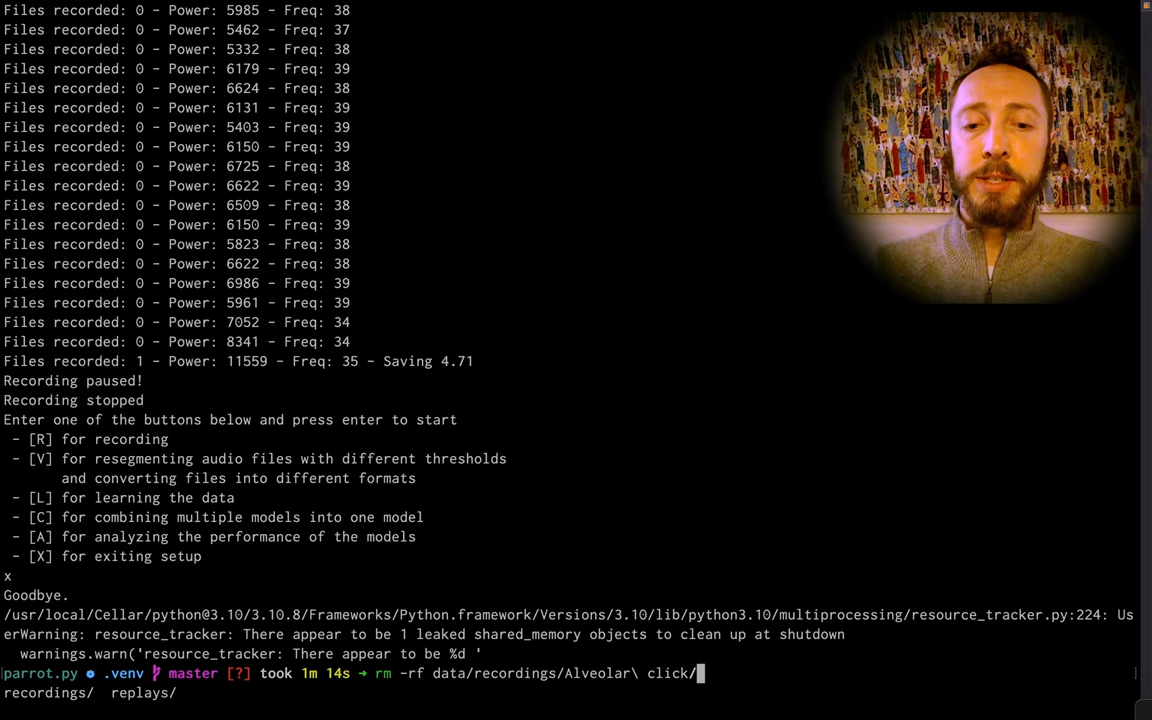 Files recorded: 0 - Power: 5985 - Freq: 38
Files recorded: 0 - Power: 5462 - Freq: 37
Files recorded: 0 - Power: 5332 - Freq: 38
Files recorded: 0 - Power: 6179 - Freq: 39
Files recorded: 0 - Power: 6624 - Freq: 38
Files recorded: 0 - Power: 6131 - Freq: 39
Files recorded: 0 - Power: 5403 - Freq: 39
Files recorded: 0 - Power: 6150 - Freq: 39
Files recorded: 0 - Power: 6725 - Freq: 38
Files recorded: 0 - Power: 6622 - Freq: 39
Files recorded: 0 - Power: 6509 - Freq: 38
Files recorded: 0 - Power: 6150 - Freq: 39
Files recorded: 0 - Power: 5823 - Freq: 38
Files recorded: 0 - Power: 6622 - Freq: 38
Files recorded: 0 - Power: 6986 - Freq: 39
Files recorded: 0 - Power: 5961 - Freq: 39
Files recorded: 0 - Power: 7052 - Freq: 34
Files recorded: 0 - Power: 8341 - Freq: 34
Files recorded: 1 - Power: 11559 - Freq: 35 - Saving 4.71
Recording paused!
Recording stopped
Enter one of the buttons below and press enter to start
- [R] for recording
- [V] for resegmenting audio files with different thresholds
and converting files into different formats
- [L] for learning the data
- [C] for combining multiple models into one model
- [A] for analyzing the performance of the models
- [X] for exiting setup
x
Goodbye.
/usr/local/Cellar/python@3.10/3.10.8/Frameworks/Python.framework/Versions/3.10/lib/python3.10/multiprocessing/resource_tracker.py:224: Us
erWarning: resource_tracker: There appear to be 1 leaked shared_memory objects to clean up at shutdown
warnings.warn('resource_tracker: There appear to be %d '
parrot.py .venv master [?] took 1m 14s → rm -rf data/recordings/Alveolar\ click/
recordings/ replays/